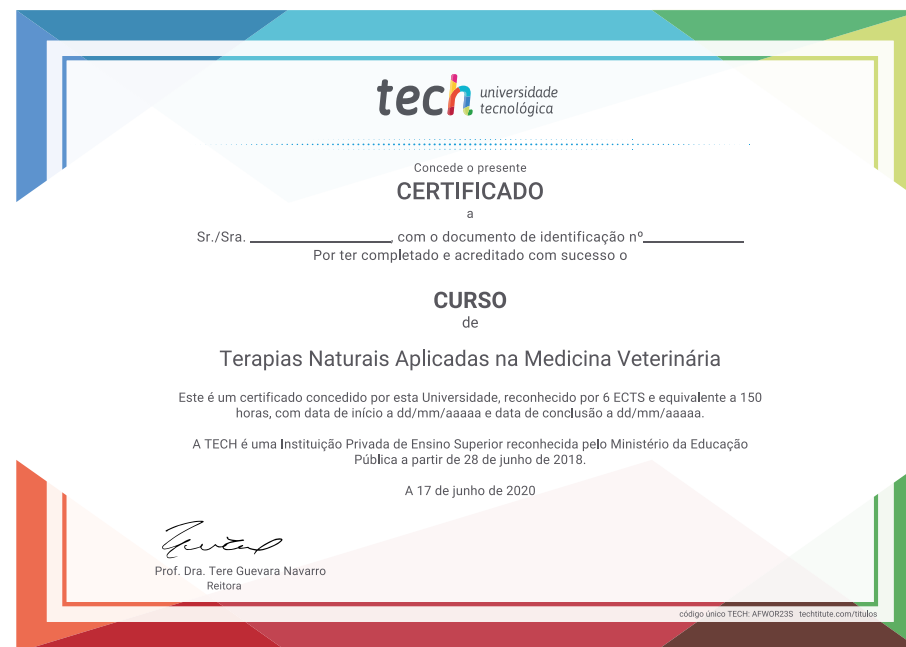 tech universidade
tecnológica
Concede o presente
CERTIFICADO
a
Sr./Sra. , com o documento de identificação nº
Por ter completado e acreditado com sucesso o
CURSO
de
Terapias Naturais Aplicadas na Medicina Veterinária
Este é um certificado concedido por esta Universidade, reconhecido por 6 ECTS e equivalente a 150
horas, com data de início a dd/mm/aaaaa e data de conclusão a dd/mm/aaaaa.
A TECH é uma Instituição Privada de Ensino Superior reconhecida pelo Ministério da Educação
Pública a partir de 28 de junho de 2018.
A 17 de junho de 2020
Prof. Dra. Tere Guevara Navarro
Reitora
código único TECH: AFWOR23S techtitute.com/titulos